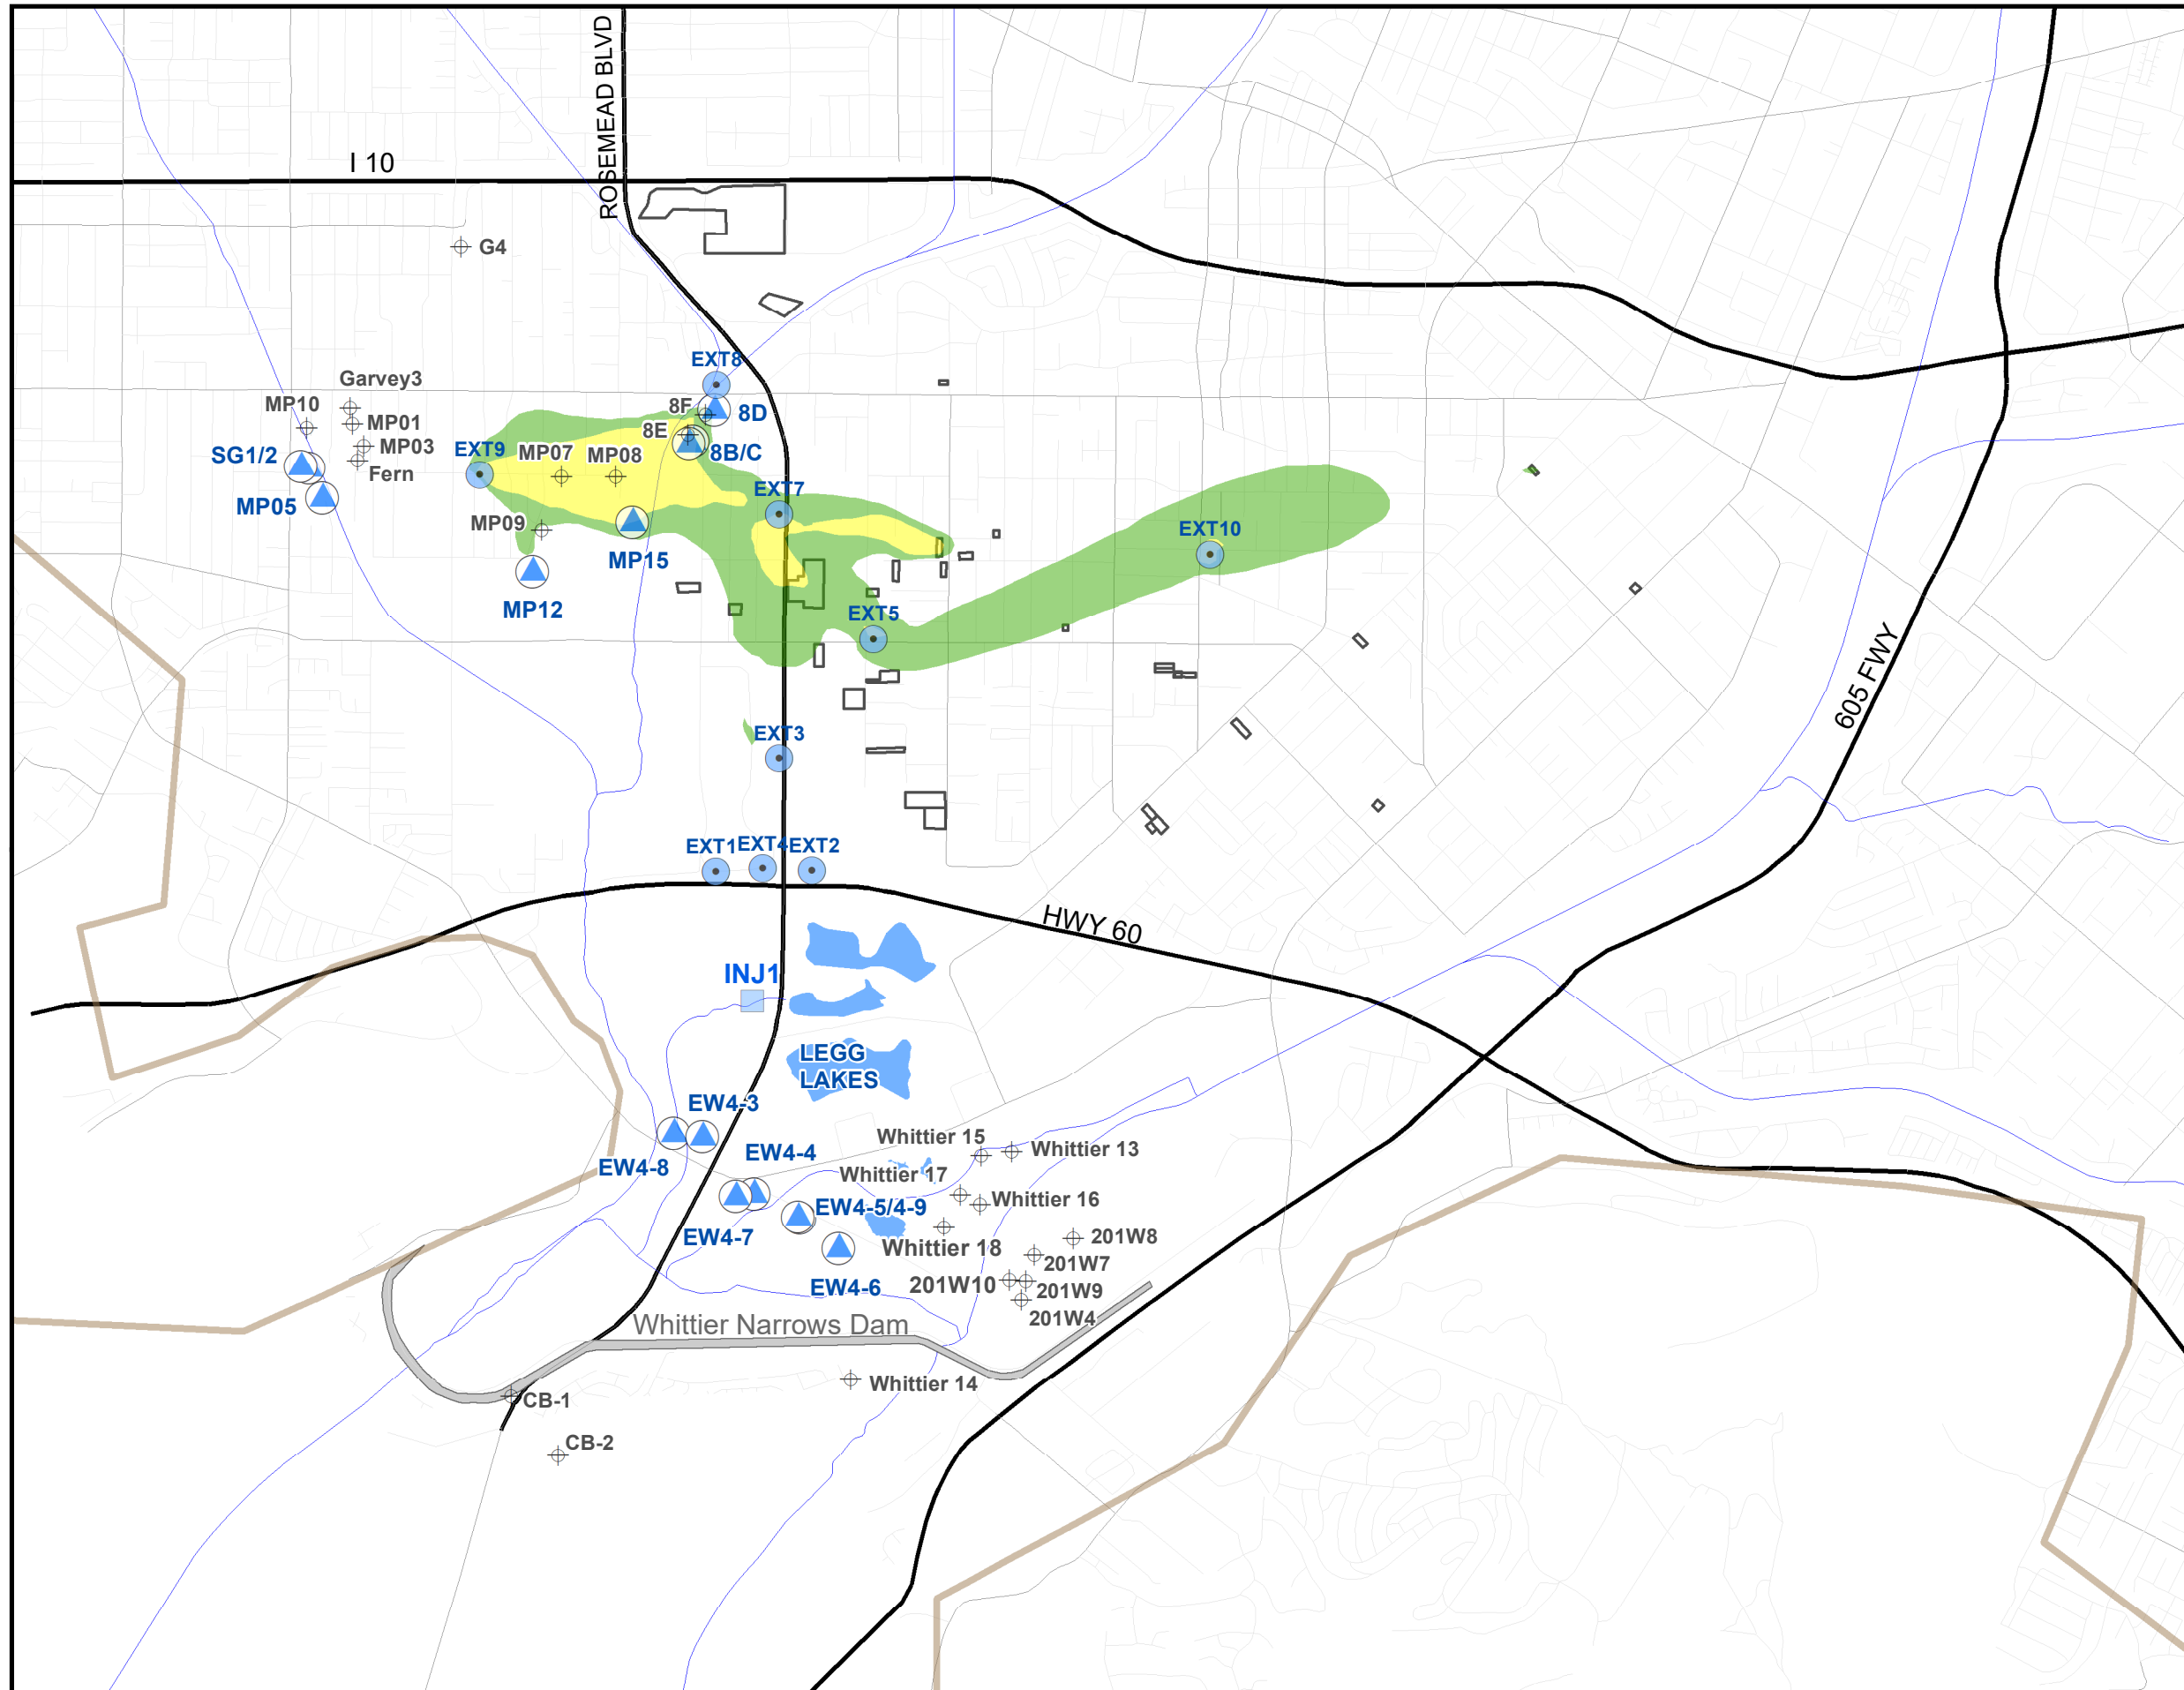 ROSEMEAD BLVD
I 10
G4
EXT8
Garvey3
MP10
8F
8D
MP01
8E
MP03
SG1/2
EXT9
MP07
MP08
8B/C
Fern
EXT7
MP05
MP09
EXT10
MP15
MP12
EXT5
605 FWY
EXT3
EXT1
EXT4
EXT2
HWY 60
INJ1
LEGG
LAKES
EW4-3
Whittier 15
Whittier 13
EW4-4
EW4-8
Whittier 17
Whittier 16
EW4-5/4-9
EW4-7
201W8
Whittier 18
201W7
EW4-6
201W10
201W9
201W4
Whittier Narrows Dam
Whittier 14
CB-1
CB-2